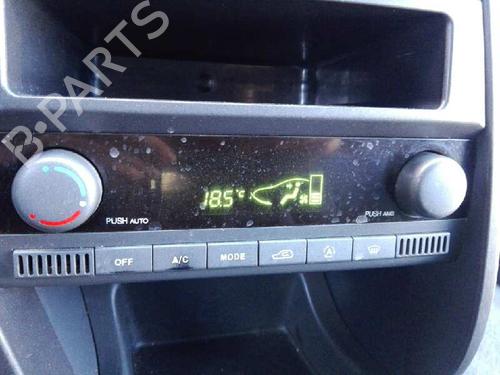 B-PARTS
18.5°C
PUSH AUTO
PUSH AMB
OFF
A/C
MODE